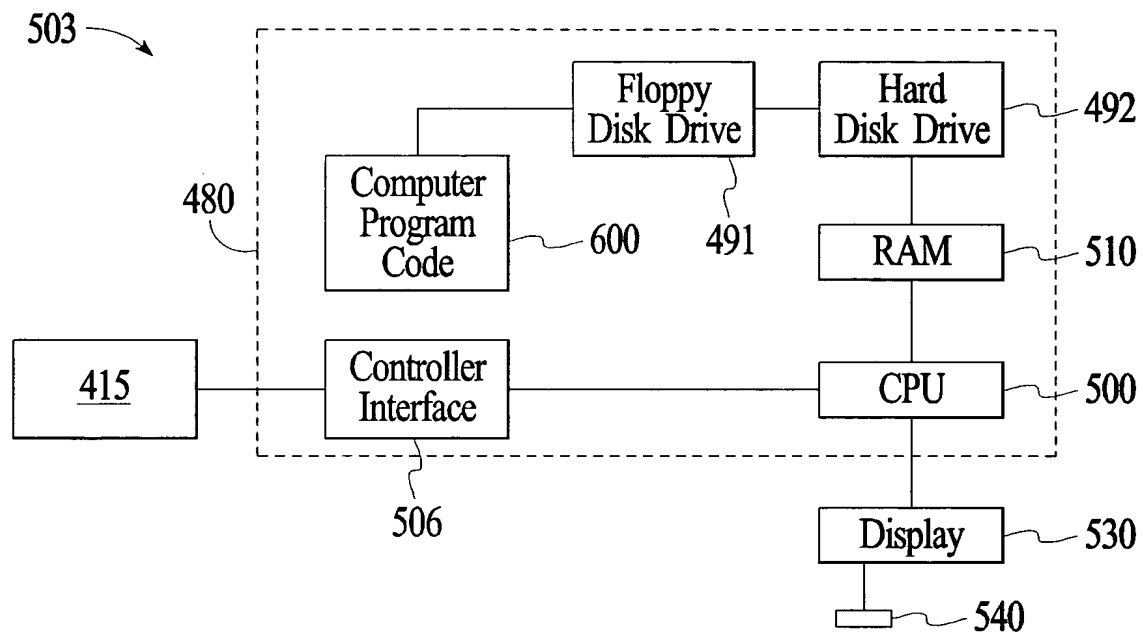 503
Floppy
Disk Drive
Hard
Disk Drive
492
480
Computer
Program
Code
600
491
RAM
510
415
Controller
Interface
CPU
500
506
Display
530
540